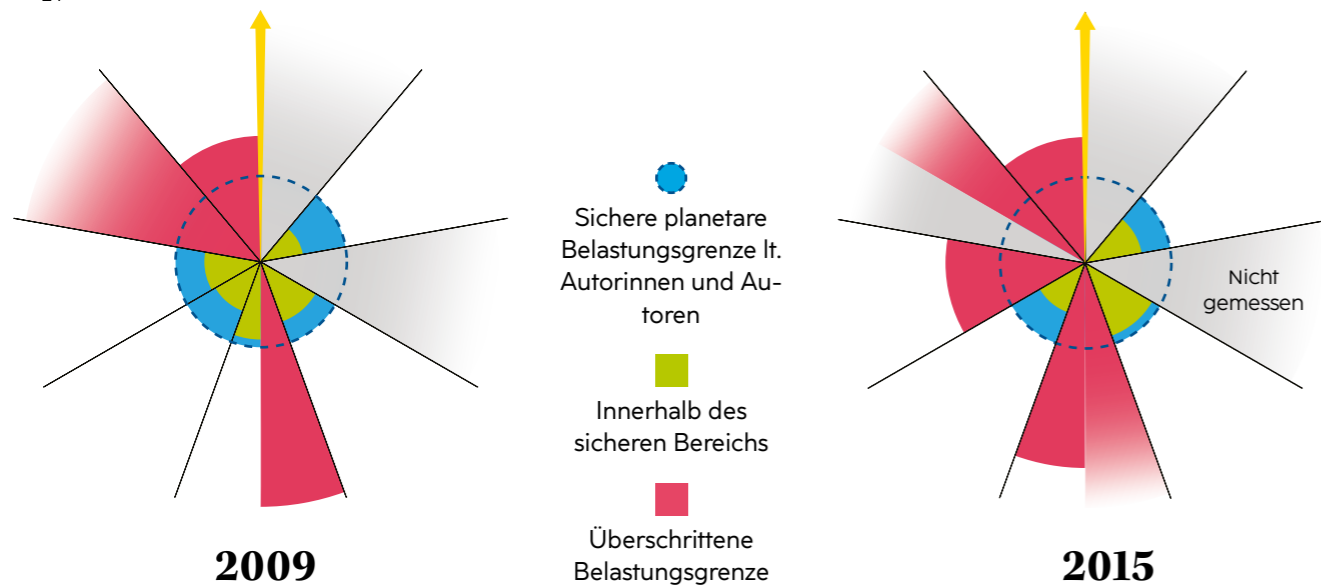 Sichere planetare
Belastungsgrenze lt.
Autorinnen und Au-
toren
Innerhalb des
sicheren Bereichs
Überschrittene
Belastungsgrenze
Nicht
gemessen
2009
2015